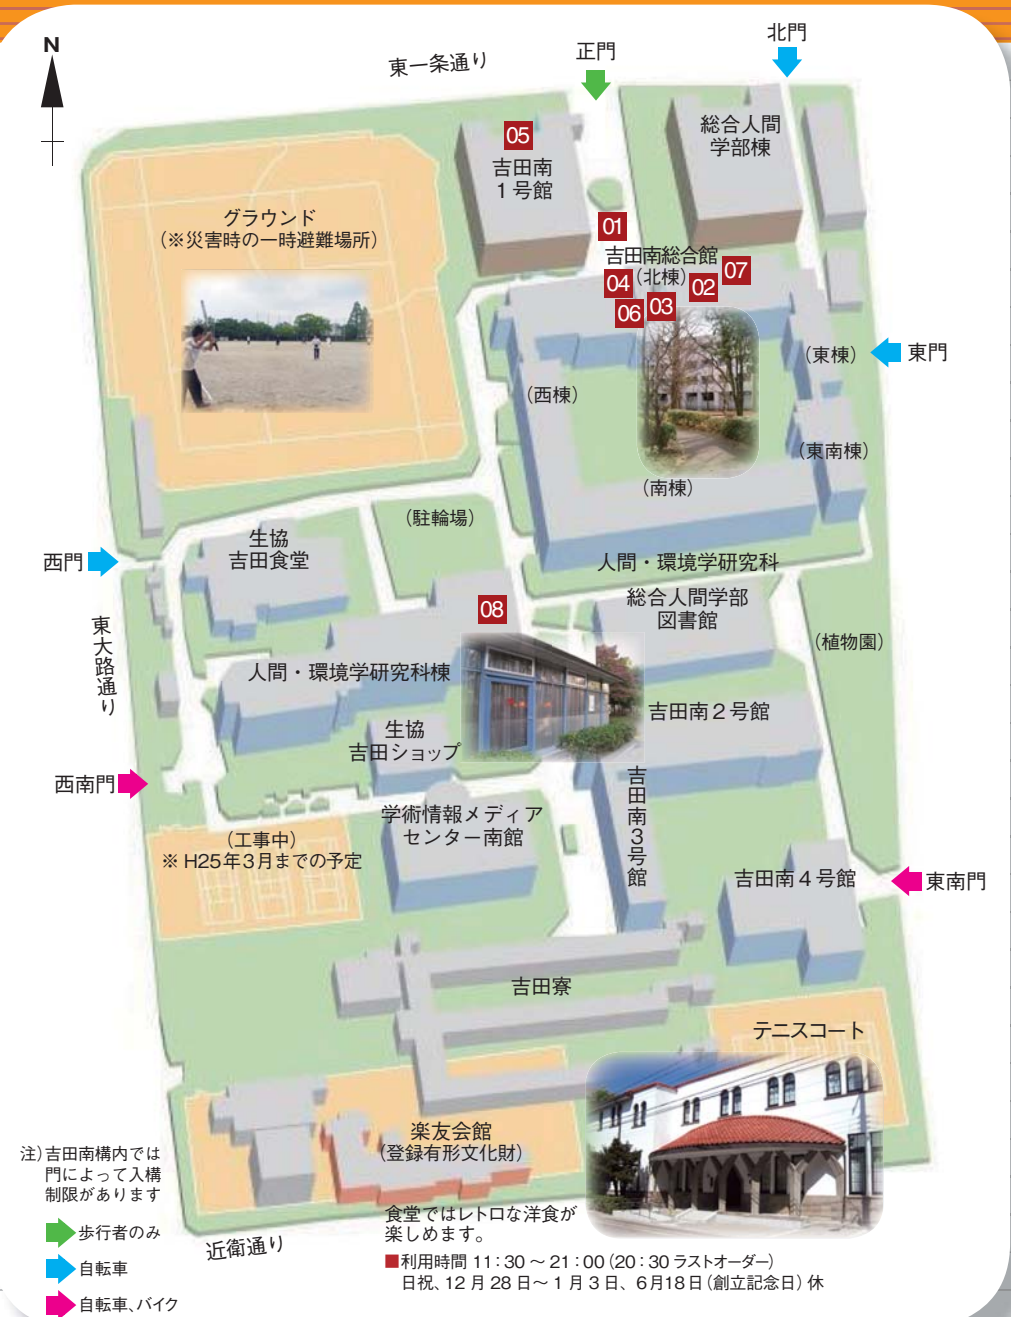 N
東一条通り
正門
北門
05
吉田南
1号館
総合人間
学部棟
グラウンド
(※災害時の一時避難場所)
01
吉田南総合館
(北棟)
04
06
03
02
07
(東棟)
東門
(西棟)
(東南棟)
(南棟)
(駐輪場)
西門
生協
吉田食堂
人間・環境学研究科
総合人間学部
図書館
08
(植物園)
東大路通り
人間・環境学研究科棟
吉田南2号館
生協
吉田ショップ
西南門
吉田南3号館
学術情報メディア
センター南館
(工事中)
※ H25年3月までの予定
吉田南4号館
東南門
吉田寮
テニスコート
楽友会館
(登録有形文化財)
注)吉田南構内では
門によって入構
制限があります
歩行者のみ
自転車
自転車、バイク
近衛通り
食堂ではレトロな洋食が
楽しめます。
■利用時間 11:30～21:00(20:30 ラストオーダー)
日祝、12月28日～1月3日、6月18日(創立記念日)休